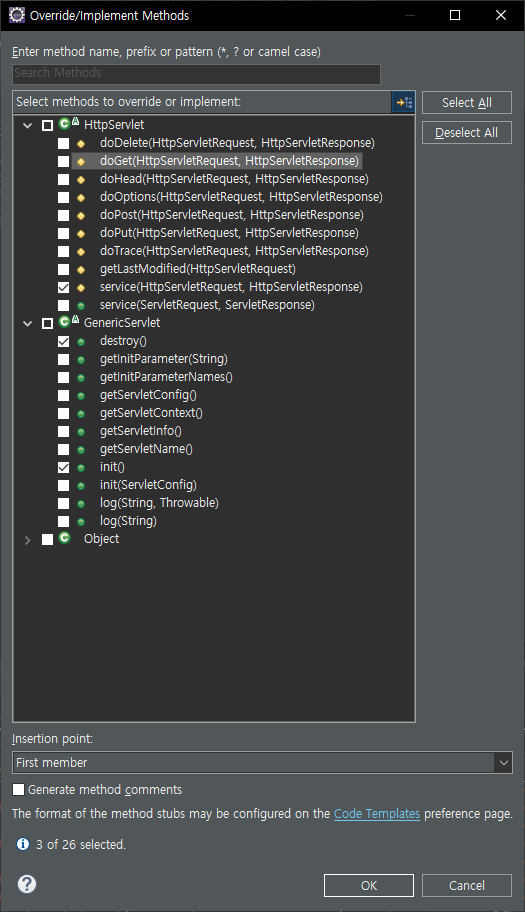 Override/Implement Methods
Enter method name, prefix or pattern (*, ? or camel case)
Search Methods
Select methods to override or implement:
Select All
Deselect All
HttpServlet
doDelete(HttpServletRequest, HttpServletResponse)
doGet(HttpServletRequest, HttpServletResponse)
doHead(HttpServletRequest, HttpServletResponse)
doOptions(HttpServletRequest, HttpServletResponse)
doPost(HttpServletRequest, HttpServletResponse)
doPut(HttpServletRequest, HttpServletResponse)
doTrace(HttpServletRequest, HttpServletResponse)
getLastModified(HttpServletRequest)
service(HttpServletRequest, HttpServletResponse)
service(ServletRequest, ServletResponse)
GenericServlet
destroy()
getInitParameter(String)
getInitParameterNames()
getServletConfig()
getServletContext()
getServletInfo()
getServletName()
init()
init(ServletConfig)
log(String, Throwable)
log(String)
Object
Insertion point:
First member
Generate method comments
The format of the method stubs may be configured on the Code Templates preference page.
3 of 26 selected.
OK
Cancel